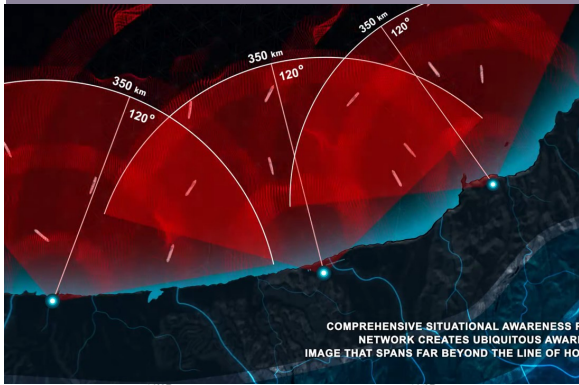 350 km
120°
350 km
120°
350 km
120°
COMPREHENSIVE SITUATIONAL AWARENESS
NETWORK CREATES UBIQUITOUS
IMAGE THAT SPANS FAR BEYOND THE LINE OF